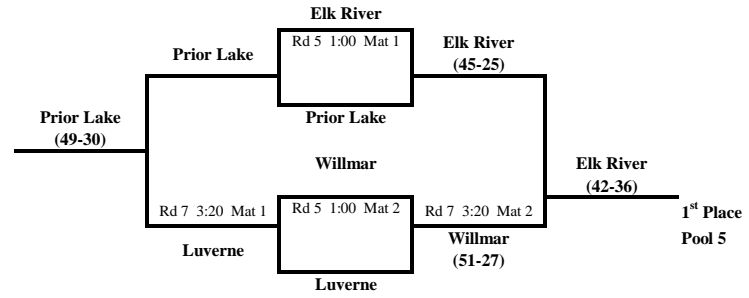 Elk River
Rd 5 1:00 Mat 1
Prior Lake
Elk River
(45-25)
Prior Lake
Prior Lake
(49-30)
Willmar
Elk River
(42-36)
Rd 7 3:20 Mat 1
Rd 5 1:00 Mat 2
Rd 7 3:20 Mat 2
1st Place
Pool 5
Luverne
Willmar
(51-27)
Luverne